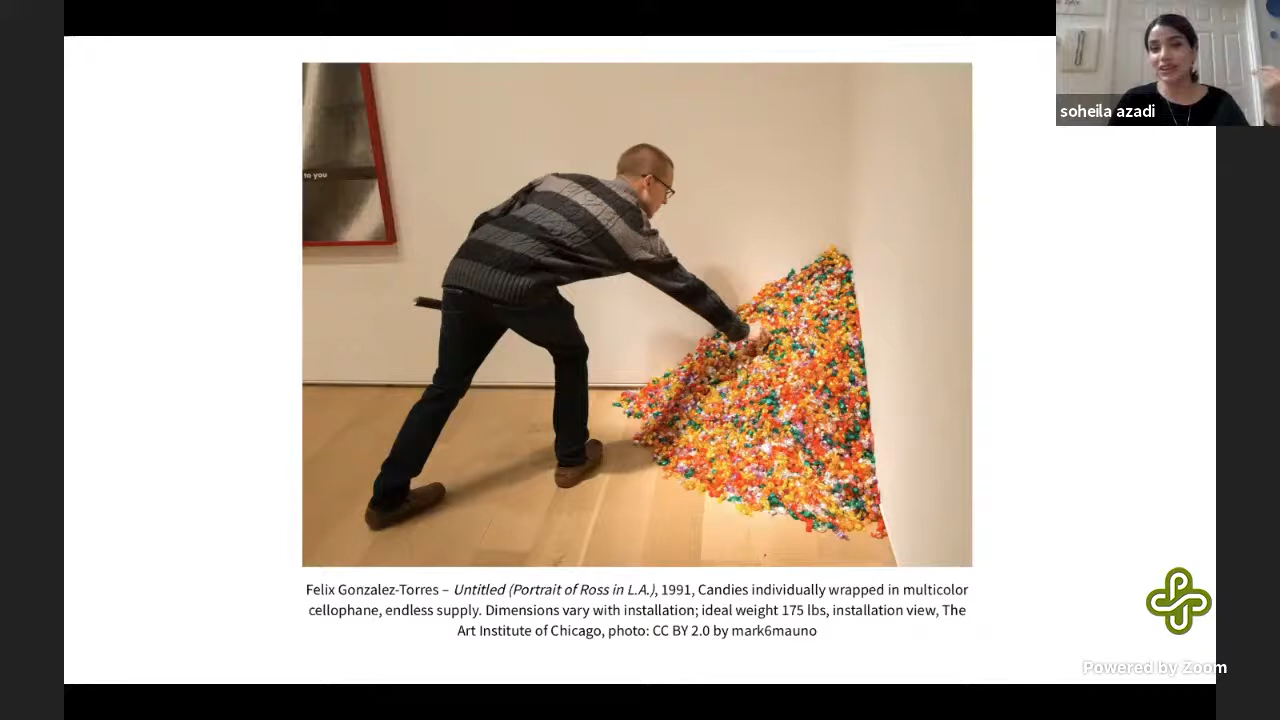 soheila azadi
to you
Felix Gonzalez-Torres – Untitled (Portrait of Ross in L.A.), 1991, Candies individually wrapped in multicolor
cellophane, endless supply. Dimensions vary with installation; ideal weight 175 lbs, installation view, The
Art Institute of Chicago, photo: CC BY 2.0 by mark6mauno
Powered by Zoom